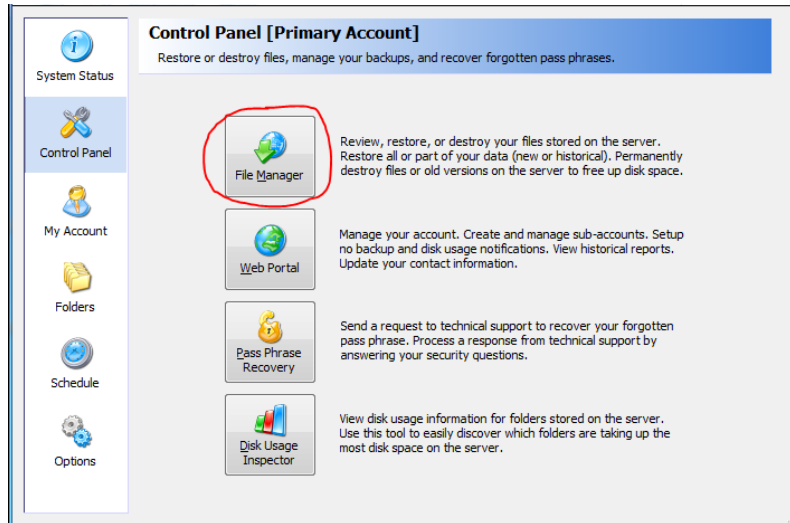 Control Panel [Primary Account]
Restore or destroy files, manage your backups, and recover forgotten pass phrases.
System Status
Control Panel
My Account
Folders
Schedule
Options
File Manager
Review, restore, or destroy your files stored on the server.
Restore all or part of your data (new or historical). Permanently
destroy files or old versions on the server to free up disk space.
Web Portal
Manage your account. Create and manage sub-accounts. Setup
no backup and disk usage notifications. View historical reports.
Update your contact information.
Pass Phrase
Recovery
Send a request to technical support to recover your forgotten
pass phrase. Process a response from technical support by
answering your security questions.
Disk Usage
Inspector
View disk usage information for folders stored on the server.
Use this tool to easily discover which folders are taking up the
most disk space on the server.